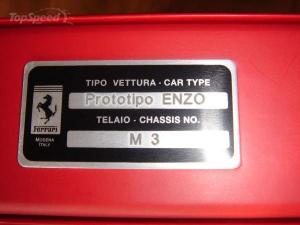 TopSpeed
TIPO VETTURA - CAR TYPE
Prototipo ENZO
TELAIO - CHASSIS NO.
M 3
Ferrari
MODENA
ITALY